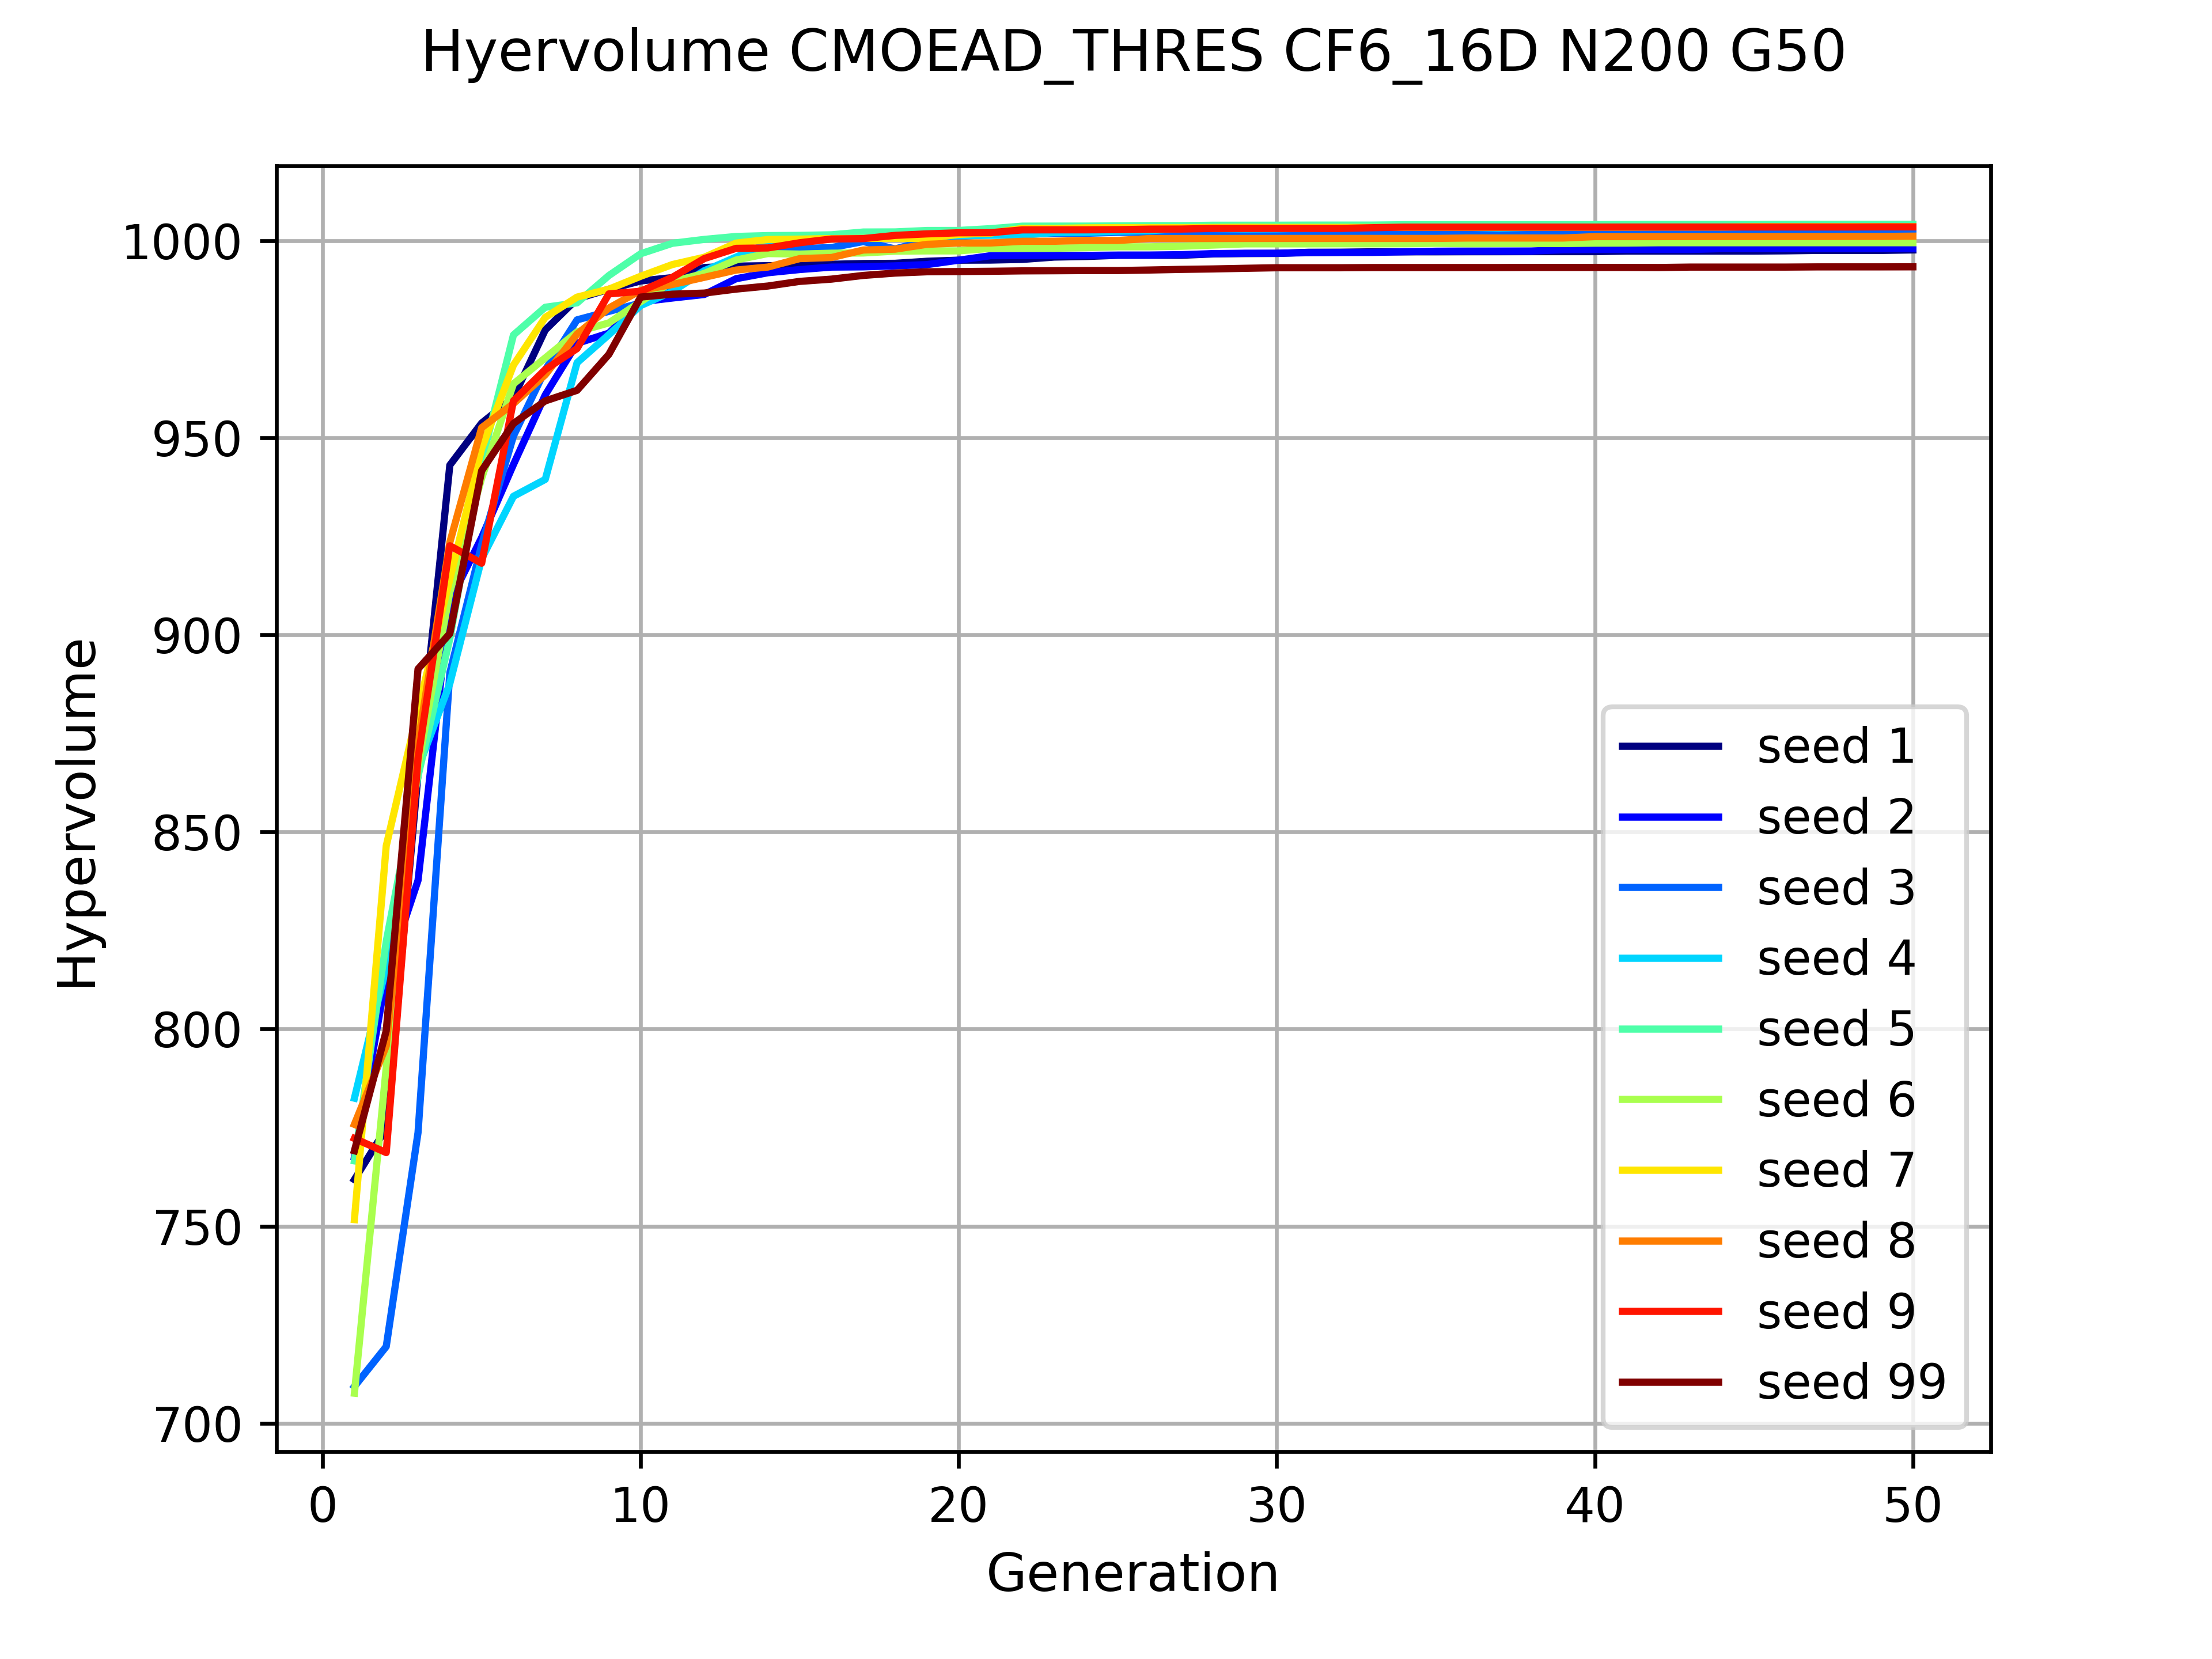 Hyervolume CMOEAD_THRES CF6_16D N200 G50
1000
950
900
850
800
750
700
Hypervolume
0 10 20 30 40 50
Generation
seed 1
seed 2
seed 3
seed 4
seed 5
seed 6
seed 7
seed 8
seed 9
seed 99